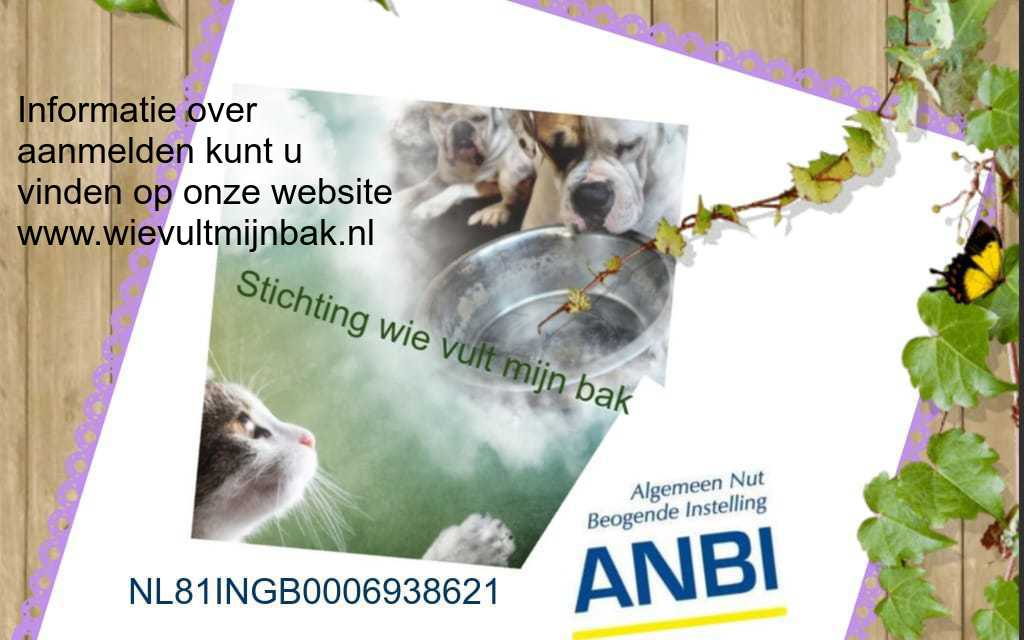 Informatie over
aanmelden kunt u
vinden op onze website
www.wievultmijnbak.nl
Stichting wie vult mijn bak
Algemeen Nut
Beogende Instelling
ANBI
NL81INGB0006938621